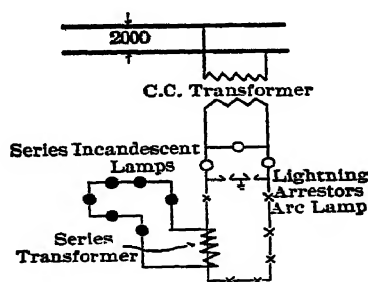 2000
C.C. Transformer
Series Incandescent
Lamps
Lightning
Arrestors
Arc Lamp
Series
Transformer